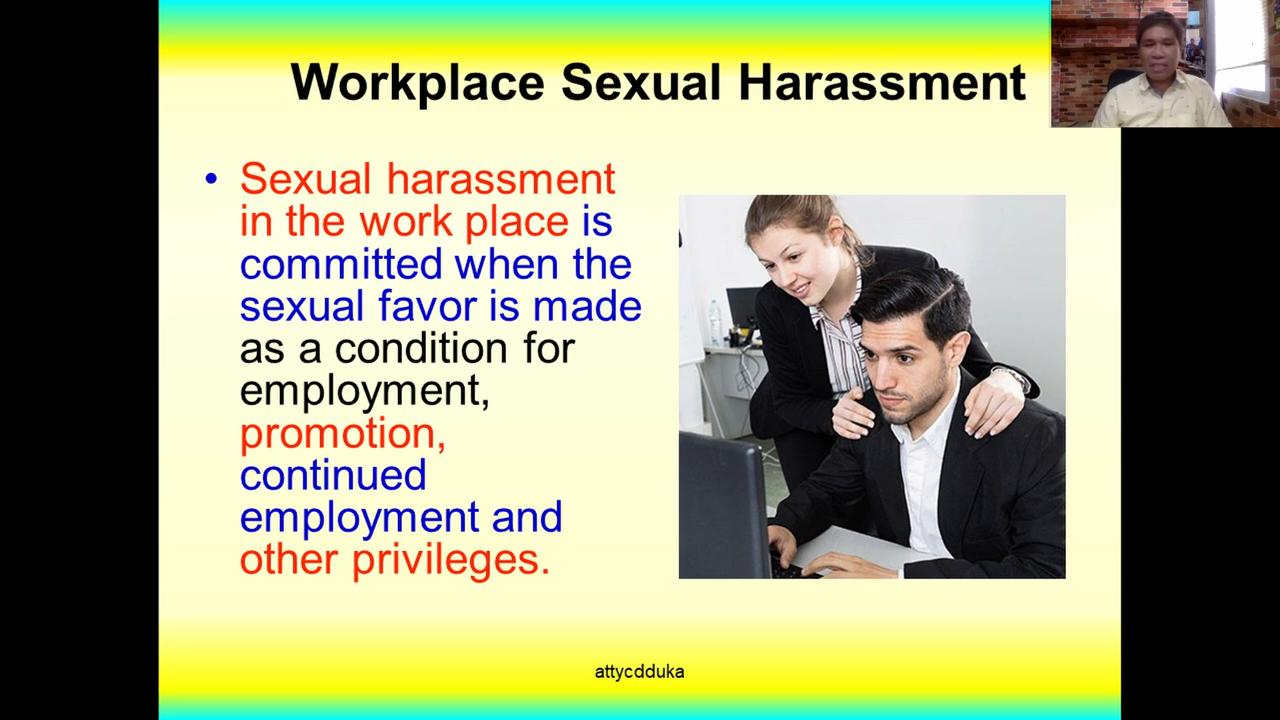 Workplace Sexual Harassment
• Sexual harassment
in the work place is
committed when the
sexual favor is made
as a condition for
employment,
promotion,
continued
employment and
other privileges.
attycdduka